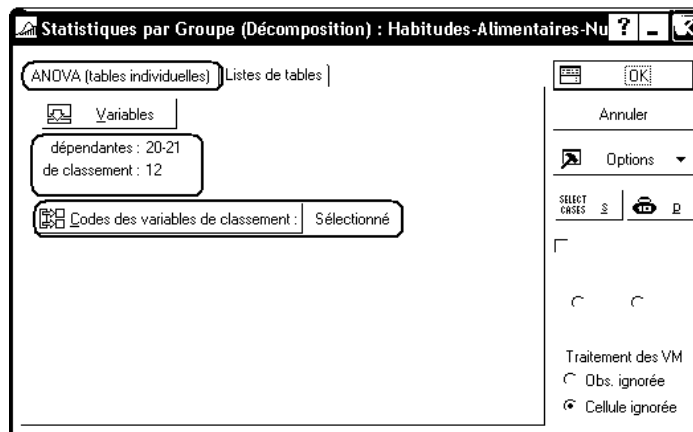 Statistiques par Groupe (Décomposition) : Habitudes-Alimentaires-Nu
ANOVA (tables individuelles) Listes de tables
OK
Variables
Annuler
dépendantes : 20-21
de classement : 12
Options
SELECT CASES S D
Codes des variables de classement : Sélectionné
Traitement des VM
Obs. ignorée
Cellule ignorée